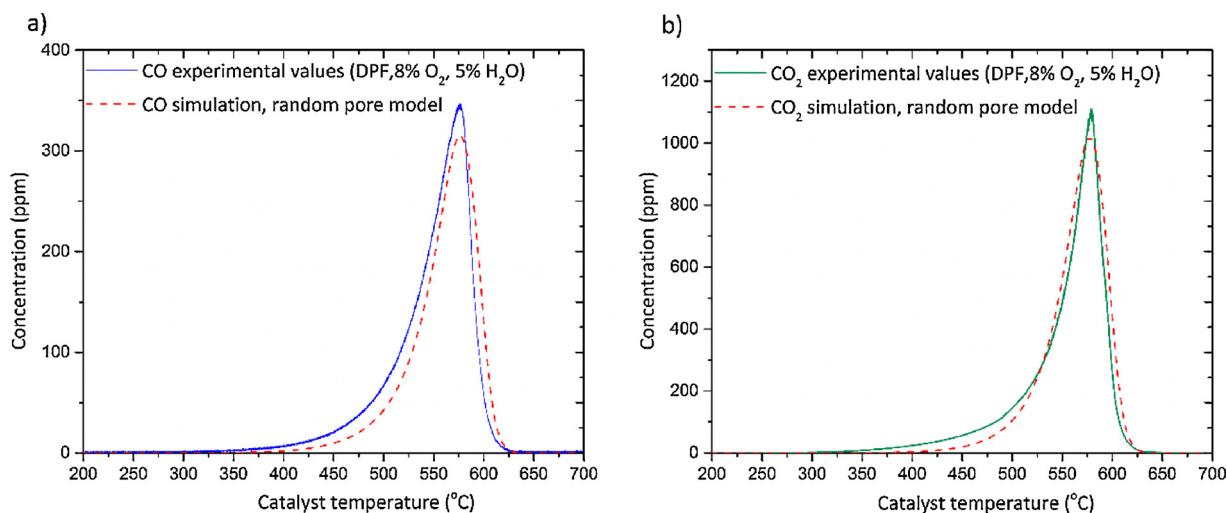 a)
400
300
200
100
0
Concentration (ppm)
CO experimental values (DPF,8% O₂, 5% H₂O)
CO simulation, random pore model
200 250 300 350 400 450 500 550 600 650 700
Catalyst temperature (°C)
b)
1200
1000
800
600
400
200
0
Concentration (ppm)
CO₂ experimental values (DPF,8% O₂, 5% H₂O)
CO₂ simulation, random pore model
200 250 300 350 400 450 500 550 600 650 700
Catalyst temperature (°C)